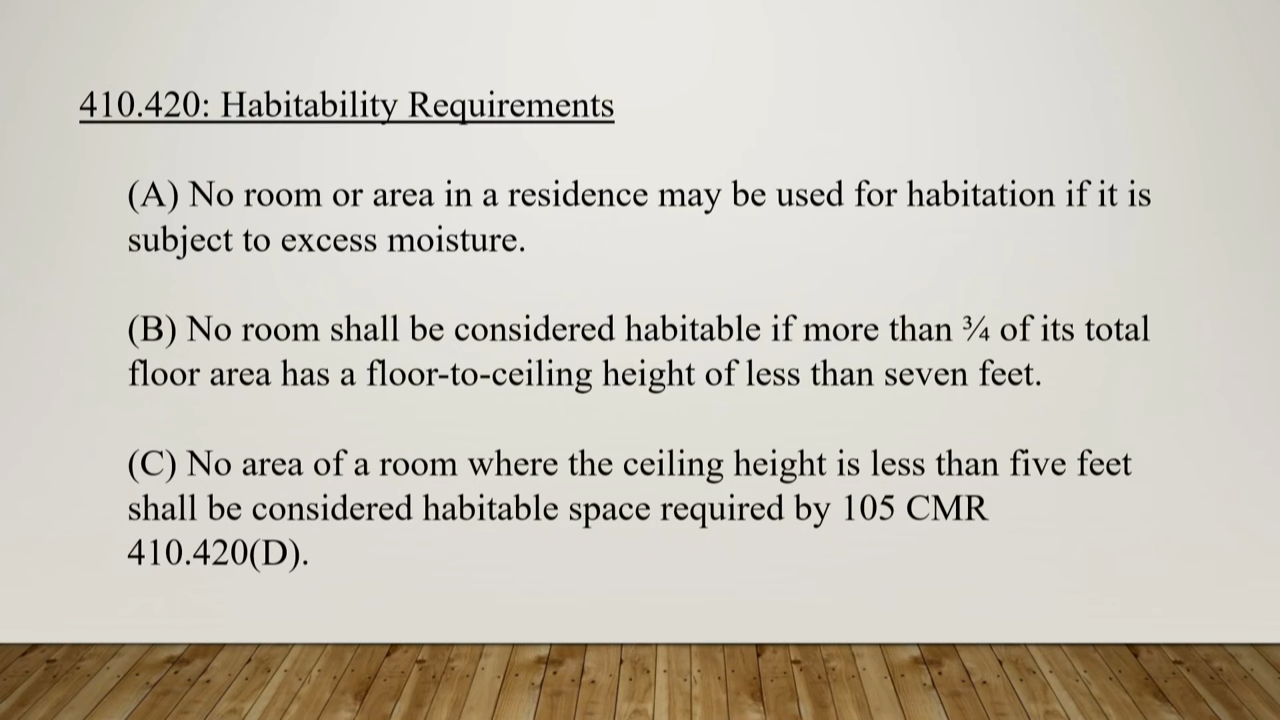 410.420: Habitability Requirements
(A) No room or area in a residence may be used for habitation if it is
subject to excess moisture.
(B) No room shall be considered habitable if more than ¾ of its total
floor area has a floor-to-ceiling height of less than seven feet.
(C) No area of a room where the ceiling height is less than five feet
shall be considered habitable space required by 105 CMR
410.420(D).